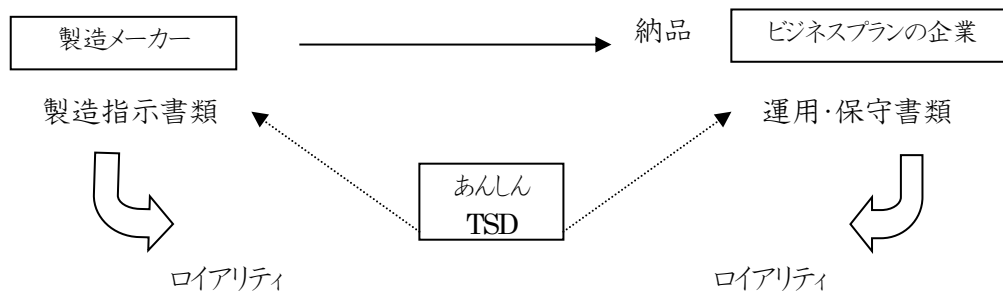 製造メーカー
納品
ビジネスプランの企業
製造指示書類
運用・保守書類
あんしん
TSD
ロイアリティ
ロイアリティ